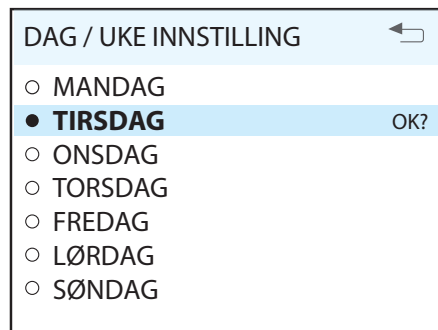 DAG / UKE INNSTILLING
MANDAG
TIRSDAG OK?
ONSDAG
TORSDAG
FREDAG
LØRDAG
SØNDAG